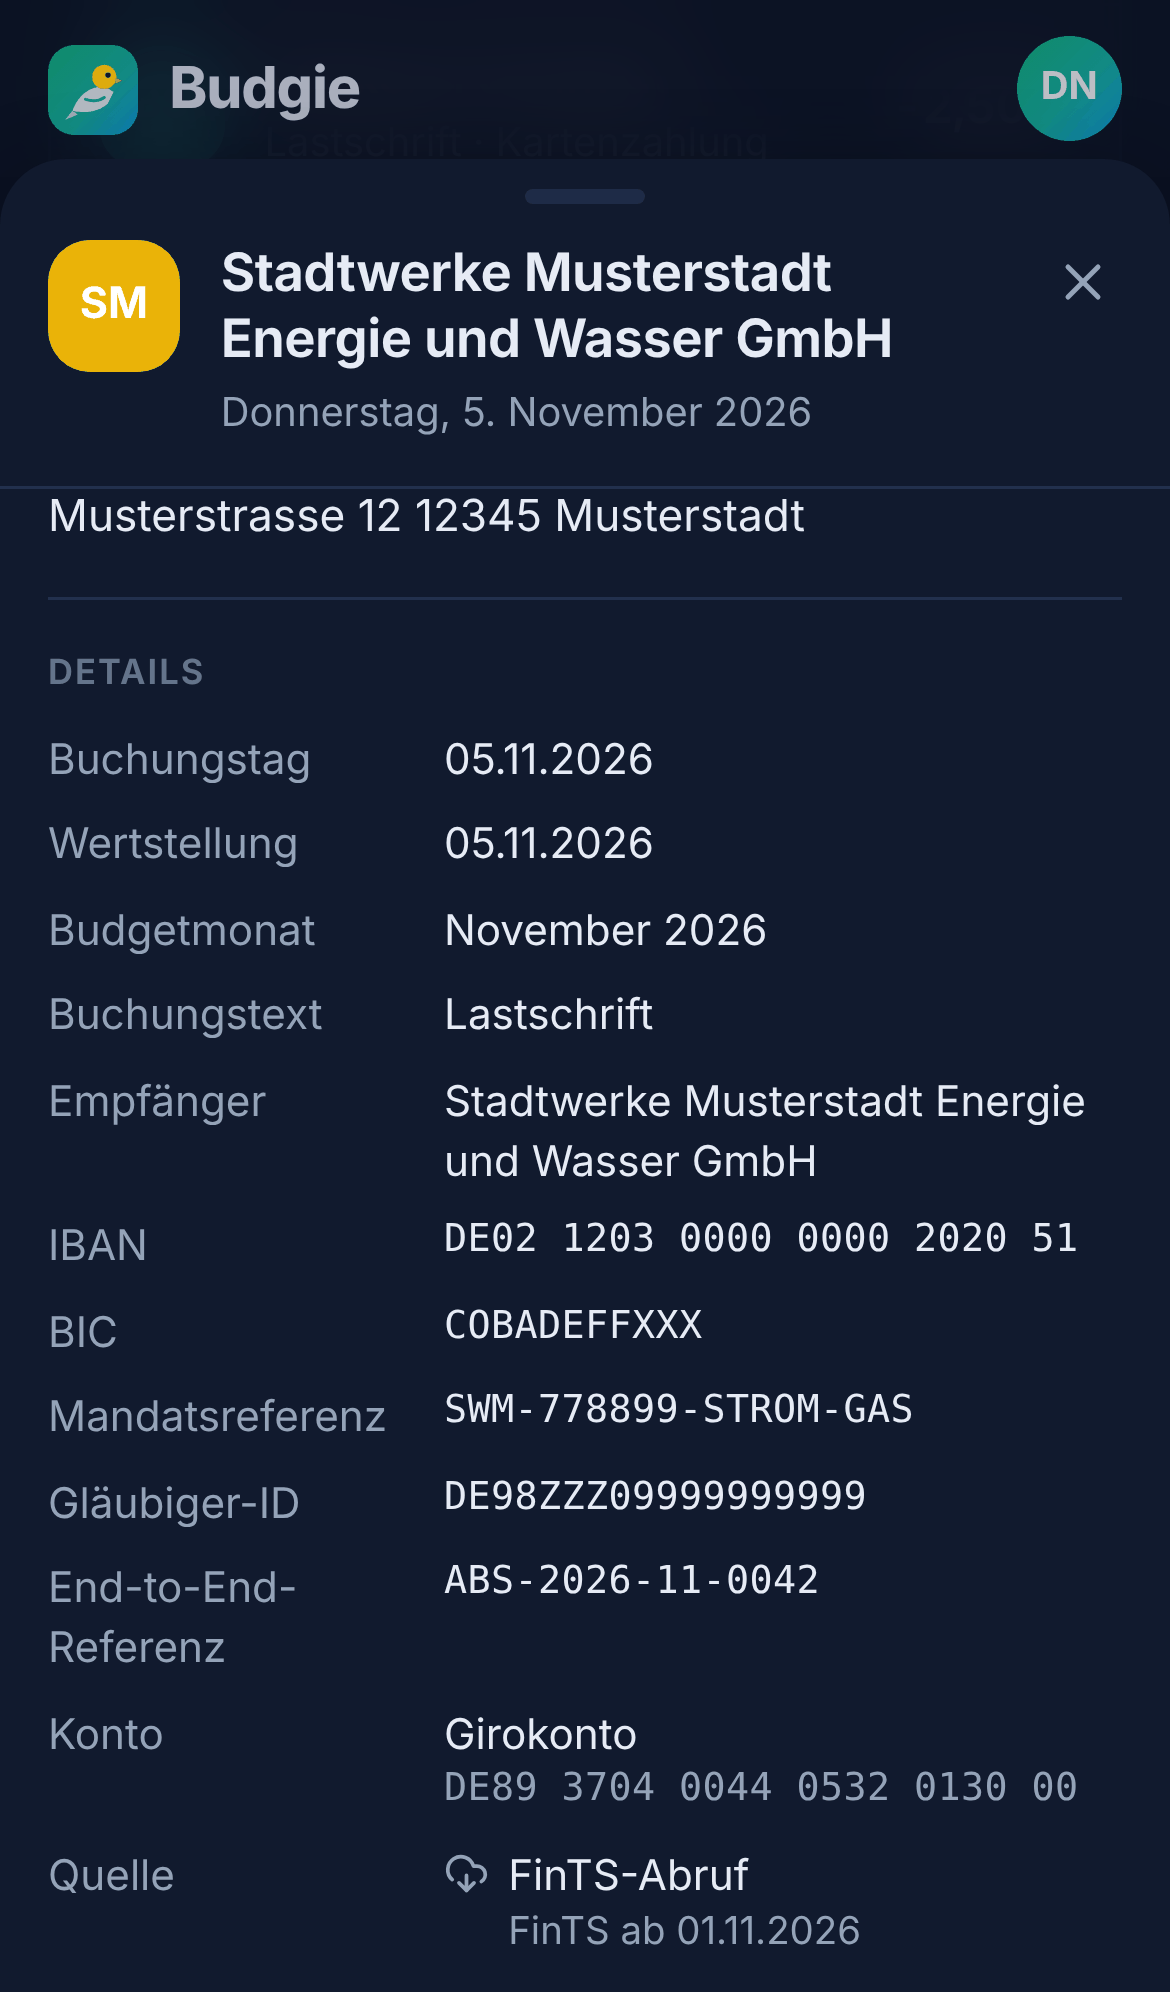 Budgie
DN
Lastschrift · Kartenzahlung
SM
Stadtwerke Musterstadt
Energie und Wasser GmbH
Donnerstag, 5. November 2026
Musterstrasse 12 12345 Musterstadt
DETAILS
Buchungstag 05.11.2026
Wertstellung 05.11.2026
Budgetmonat November 2026
Buchungstext Lastschrift
Empfänger Stadtwerke Musterstadt Energie
und Wasser GmbH
IBAN DE02 1203 0000 0000 2020 51
BIC COBADEFFXXX
Mandatsreferenz SWM-778899-STROM-GAS
Gläubiger-ID DE98ZZZ09999999999
End-to-End- ABS-2026-11-0042
Referenz
Konto Girokonto
DE89 3704 0044 0532 0130 00
Quelle FinTS-Abruf
FinTS ab 01.11.2026